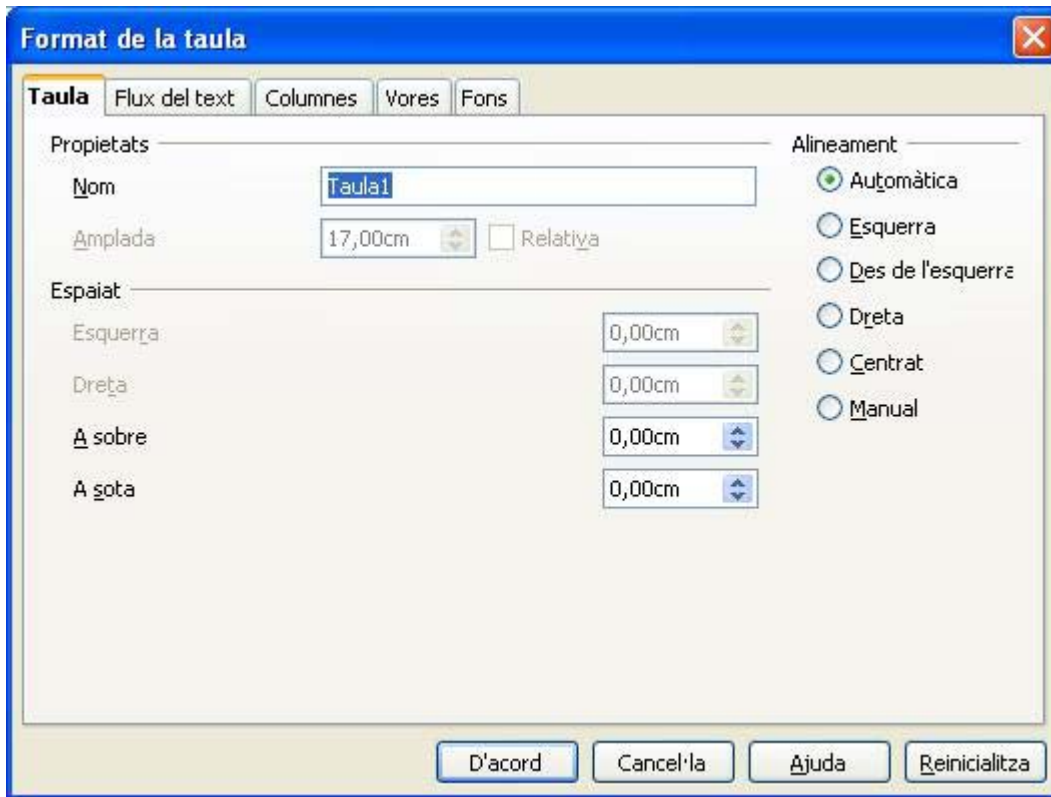 Format de la taula
Taula Flux del text Columnes Vores Fons
Propietats
Nom Taula1
Amplada 17,00cm Relativa
Espaiat
Esquerra 0,00cm
Dreta 0,00cm
A sobre 0,00cm
A sota 0,00cm
Alineament
Automàtica
Esquerra
Des de l'esquerra
Dreta
Centrat
Manual
D'acord Cancel·la Ajuda Reinicialitza